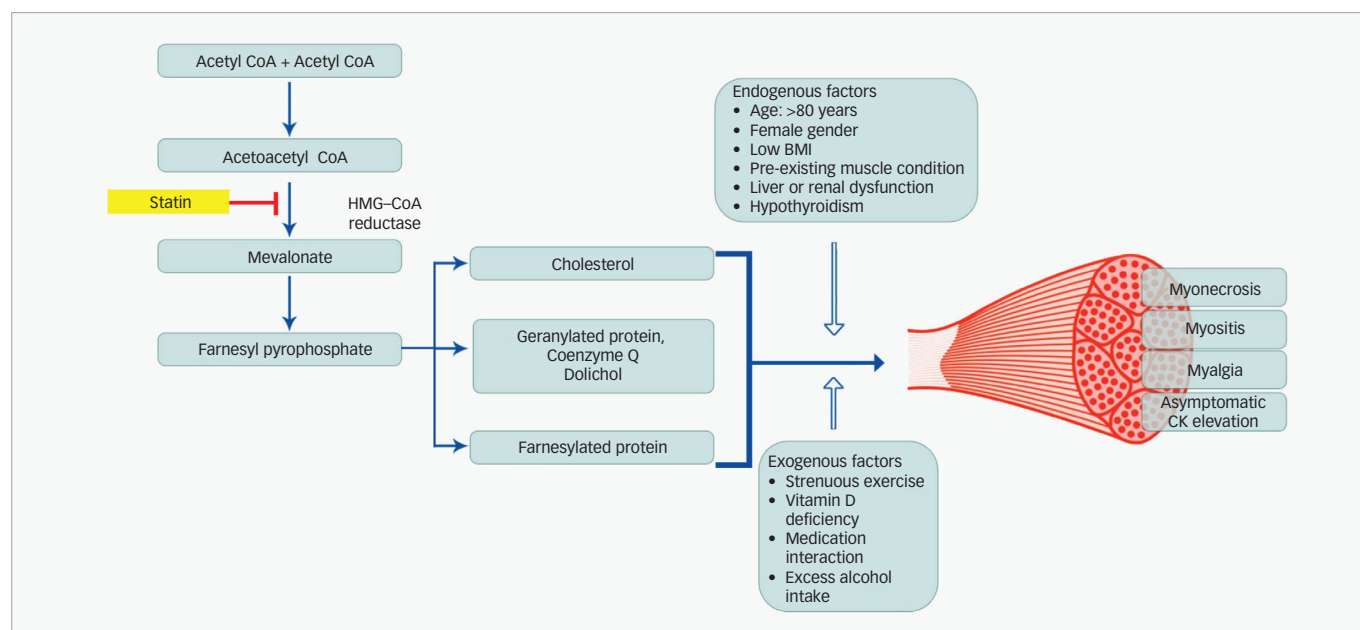 Acetyl CoA + Acetyl CoA
Acetoacetyl CoA
Statin
HMG–CoA
reductase
Mevalonate
Farnesyl pyrophosphate
Cholesterol
Geranylated protein,
Coenzyme Q
Dolichol
Farnesylated protein
Endogenous factors
• Age: >80 years
• Female gender
• Low BMI
• Pre-existing muscle condition
• Liver or renal dysfunction
• Hypothyroidism
Exogenous factors
• Strenuous exercise
• Vitamin D
deficiency
• Medication
interaction
• Excess alcohol
intake
Myonecrosis
Myositis
Myalgia
Asymptomatic
CK elevation